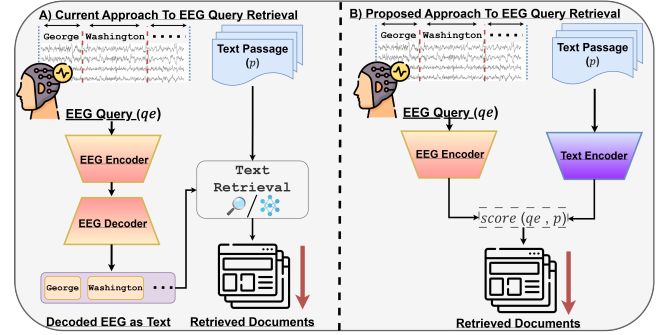 A) Current Approach To EEG Query Retrieval
George Washington .....
Text Passage
(p)
EEG Query (qe)
EEG Encoder
EEG Decoder
George Washington ...
Decoded EEG as Text
Text
Retrieval
/
Retrieved Documents
B) Proposed Approach To EEG Query Retrieval
George Washington .....
Text Passage
(p)
EEG Query (qe)
EEG Encoder
Text Encoder
score (qe , p)
Retrieved Documents